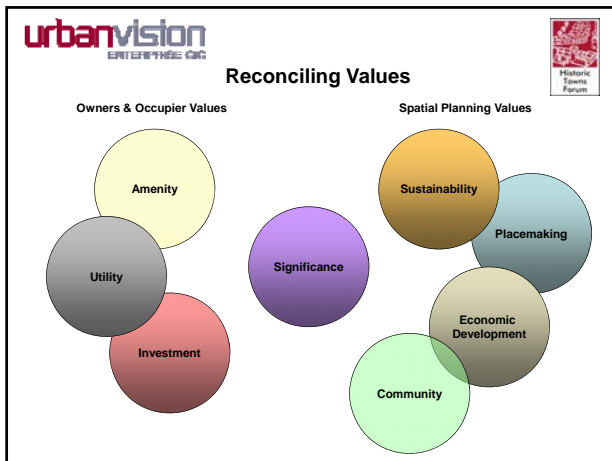 urbanvision
ENTERPRISE CIC
Historic
Towns
Forum
Reconciling Values
Owners & Occupier Values
Spatial Planning Values
Amenity
Sustainability
Placemaking
Utility
Significance
Economic
Development
Investment
Community